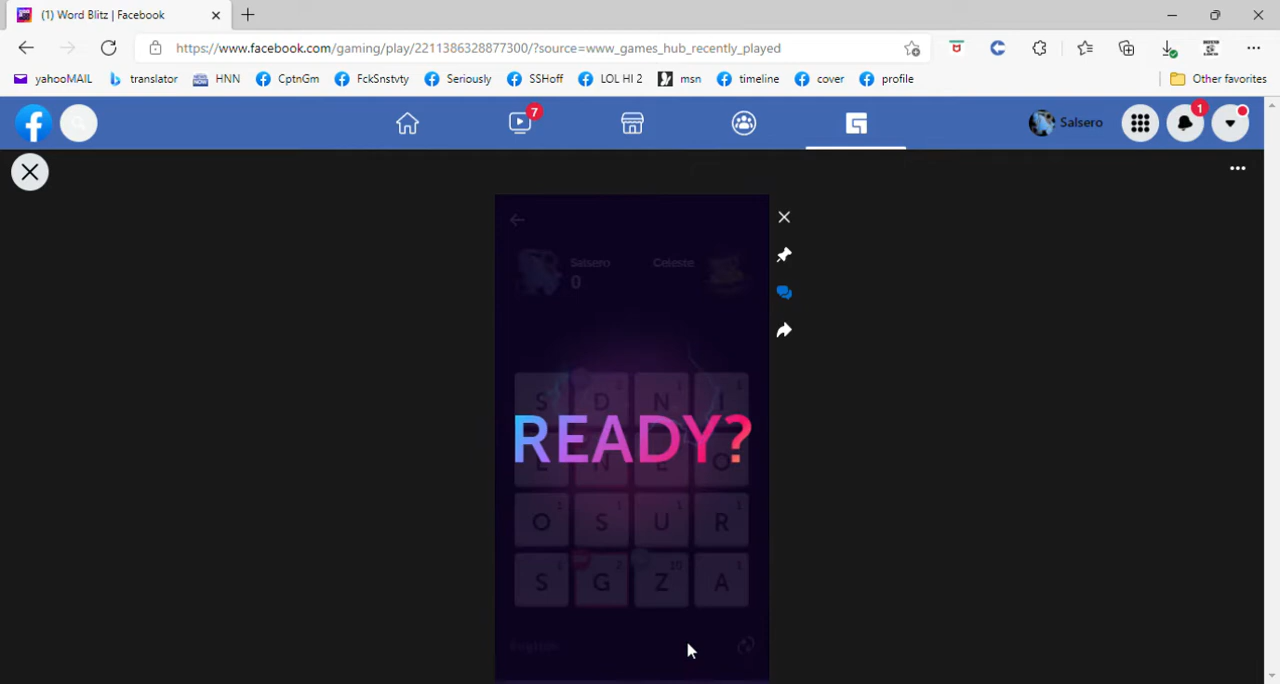 (1) Word Blitz | Facebook
https://www.facebook.com/gaming/play/2211386328877300/?source=www_games_hub_recently_played
yahooMAIL translator HNN CptnGm FckSnstvty Seriously SSHoff LOL HI 2 msn timeline cover profile Other favorites
7 Salsero 1
Salsero Celeste
0
S D N I
READY?
L N E O
O S U R
S G Z A
English